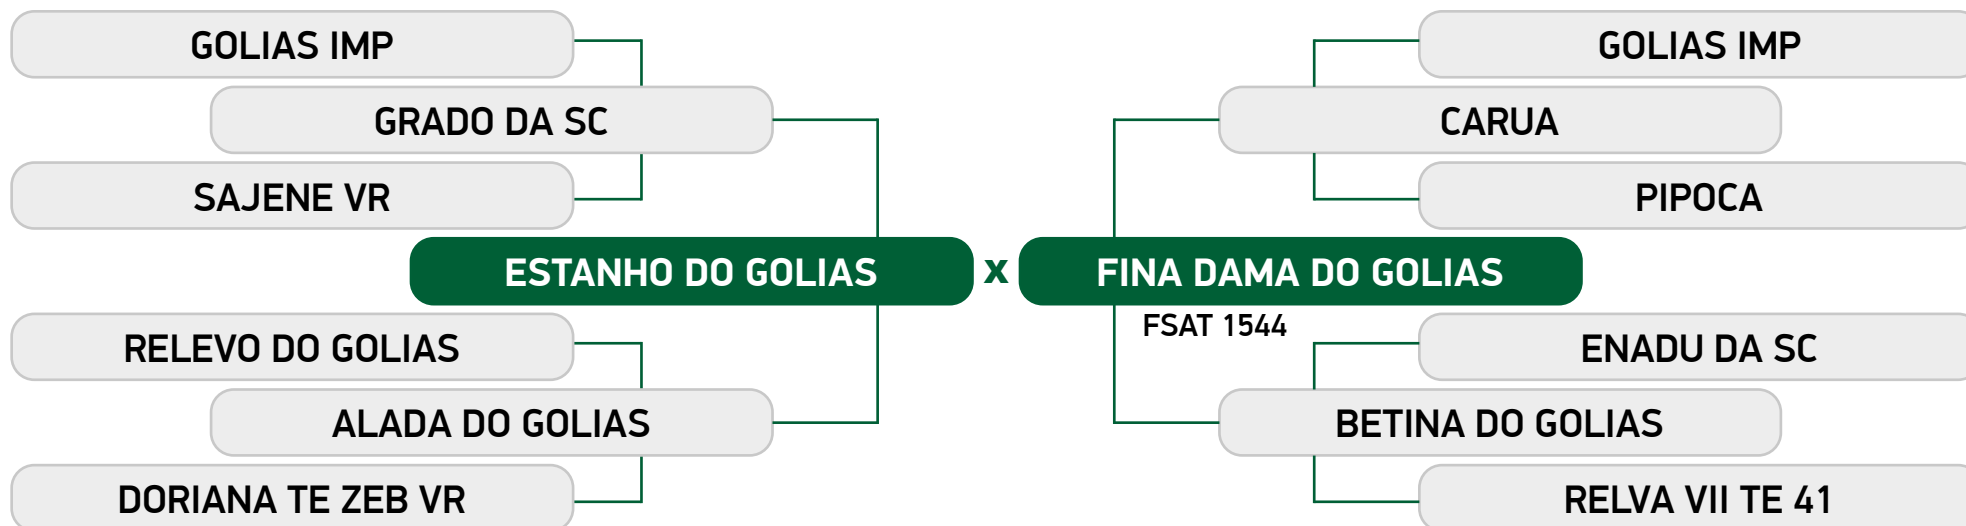 GOLIAS IMP
GRADO DA SC
SAJENE VR
ESTANHO DO GOLIAS
RELEVO DO GOLIAS
ALADA DO GOLIAS
DORIANA TE ZEB VR
x
GOLIAS IMP
CARUA
PIPOCA
FINA DAMA DO GOLIAS
FSAT 1544
ENADU DA SC
BETINA DO GOLIAS
RELVA VII TE 41